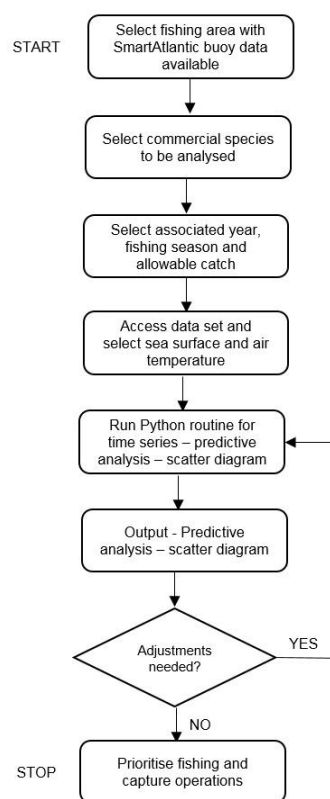 START
Select fishing area with
SmartAtlantic buoy data
available
Select commercial species
to be analysed
Select associated year,
fishing season and
allowable catch
Access data set and
select sea surface and air
temperature
Run Python routine for
time series – predictive
analysis – scatter diagram
Output - Predictive
analysis – scatter diagram
Adjustments
needed?
YES
NO
STOP
Prioritise fishing and
capture operations